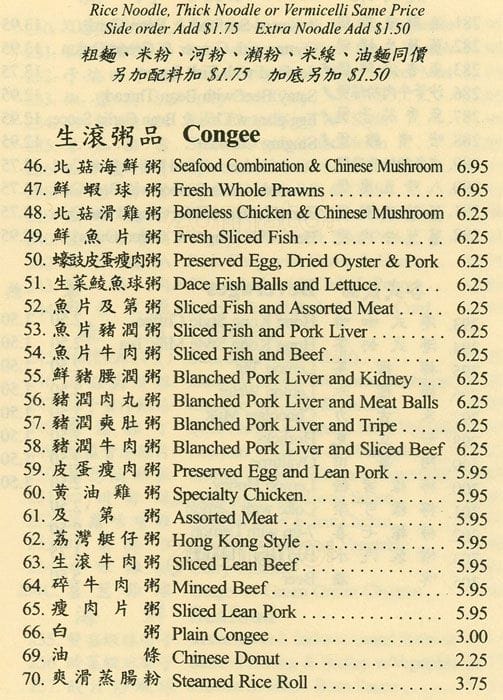 Rice Noodle, Thick Noodle or Vermicelli Same Price
Side order Add $1.75 Extra Noodle Add $1.50
粗麵、米粉、河粉、瀨粉、米線、油麵同價
另加配料加 $1.75 加底另加 $1.50
生滾粥品 Congee
46. 北菇海鮮粥 Seafood Combination & Chinese Mushroom 6.95
47. 鮮蝦球粥 Fresh Whole Prawns . . . . . . . . . . . . . . . 6.95
48. 北菇滑雞粥 Boneless Chicken & Chinese Mushroom 6.25
49. 鮮魚片粥 Fresh Sliced Fish . . . . . . . . . . . . . . . . . . 6.25
50. 蠔豉皮蛋瘦肉粥 Preserved Egg, Dried Oyster & Pork 6.25
51. 生菜鯪魚球粥 Dace Fish Balls and Lettuce. . . . . . . . 6.25
52. 魚片及第粥 Sliced Fish and Assorted Meat . . . . . 6.25
53. 魚片豬潤粥 Sliced Fish and Pork Liver . . . . . . . . . 6.25
54. 魚片牛肉粥 Sliced Fish and Beef . . . . . . . . . . . . . . 6.25
55. 鮮豬腰潤粥 Blanched Pork Liver and Kidney . . . . 6.25
56. 豬潤肉丸粥 Blanched Pork Liver and Meat Balls 6.25
57. 豬潤爽肚粥 Blanched Pork Liver and Tripe . . . . . 6.25
58. 豬潤牛肉粥 Blanched Pork Liver and Sliced Beef 6.25
59. 皮蛋瘦肉粥 Preserved Egg and Lean Pork . . . . . . 5.95
60. 黄油雞粥 Specialty Chicken. . . . . . . . . . . . . . . . . 5.95
61. 及第粥 Assorted Meat . . . . . . . . . . . . . . . . . . . . 5.95
62. 荔灣艇仔粥 Hong Kong Style . . . . . . . . . . . . . . . . . 5.95
63. 生滾牛肉粥 Sliced Lean Beef . . . . . . . . . . . . . . . . . 5.95
64. 碎牛肉粥 Minced Beef . . . . . . . . . . . . . . . . . . . . . 5.95
65. 瘦肉片粥 Sliced Lean Pork . . . . . . . . . . . . . . . . . 5.95
66. 白粥 Plain Congee . . . . . . . . . . . . . . . . . . . . 3.00
69. 油條 Chinese Donut . . . . . . . . . . . . . . . . . . . 2.25
70. 爽滑蒸腸粉 Steamed Rice Roll . . . . . . . . . . . . . . . . 3.75